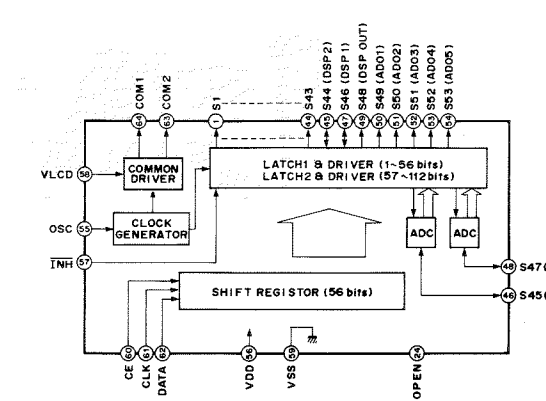 COM1
COM2
S1
S43
S44 (DSP2)
S46 (DSP1)
S48 (DSP OUT)
S49 (ADO1)
S50 (ADO2)
S51 (ADO3)
S52 (ADO4)
S53 (ADO5)
64
63
1
44
45
47
49
50
51
52
53
54
VLCD 58
COMMON
DRIVER
LATCH1 & DRIVER (1~56 bits)
LATCH2 & DRIVER (57~112 bits)
OSC 55
CLOCK
GENERATOR
ADC
ADC
INH 57
48 S47(
46 S45(
SHIFT REGISTOR (56 bits)
60
61
62
56
59
24
CE
CLK
DATA
VDD
VSS
OPEN